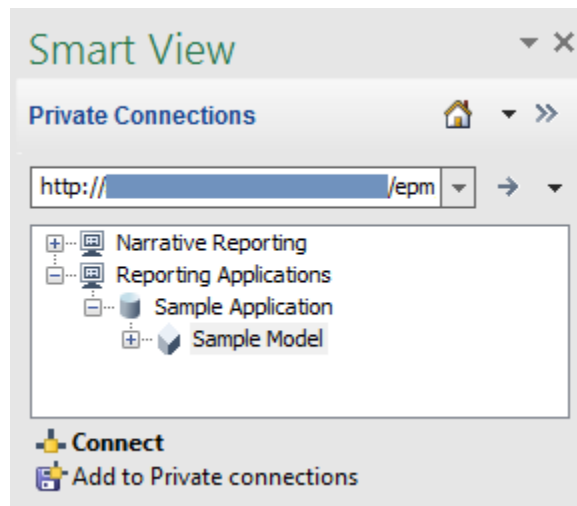 Smart View
Private Connections
http:// /epm
Narrative Reporting
Reporting Applications
Sample Application
Sample Model
Connect
Add to Private connections